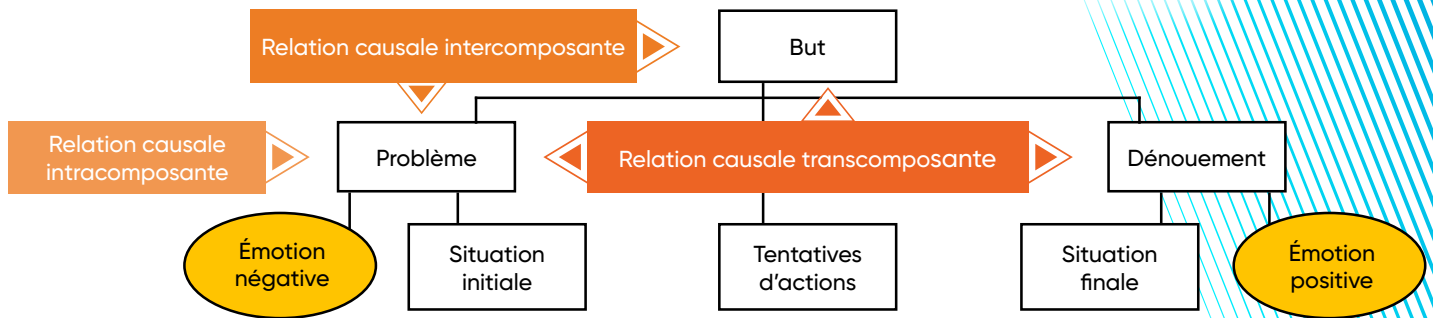 Relation causale intercomposante
But
Relation causale
intracomposante
Problème
Relation causale transcomposante
Dénouement
Émotion
négative
Situation
initiale
Tentatives
d'actions
Situation
finale
Émotion
positive